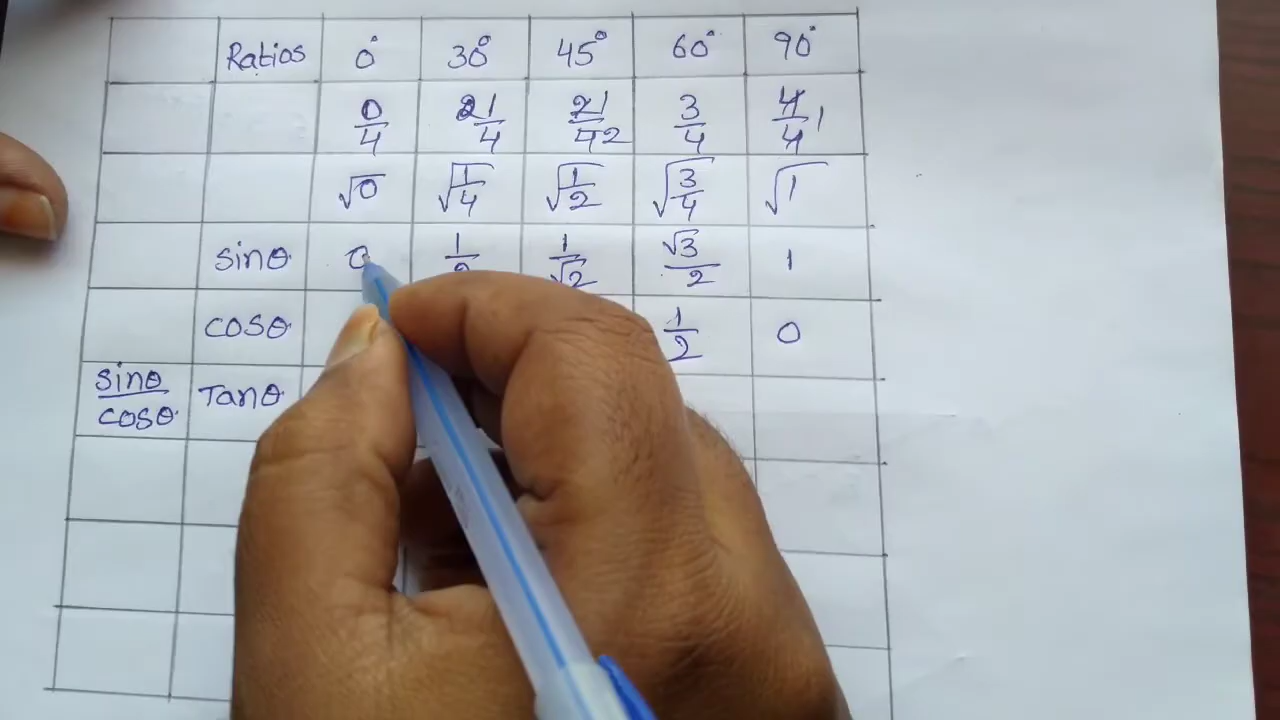 Ratios 0° 30° 45° 60° 90°
0/4 21/4 21/42 3/4 4/4 1
√0 √1/4 √1/2 √3/4 √1
sinθ 0 1/2 1/√2 √3/2 1
cosθ 1/2 0
sinθ/cosθ Tanθ